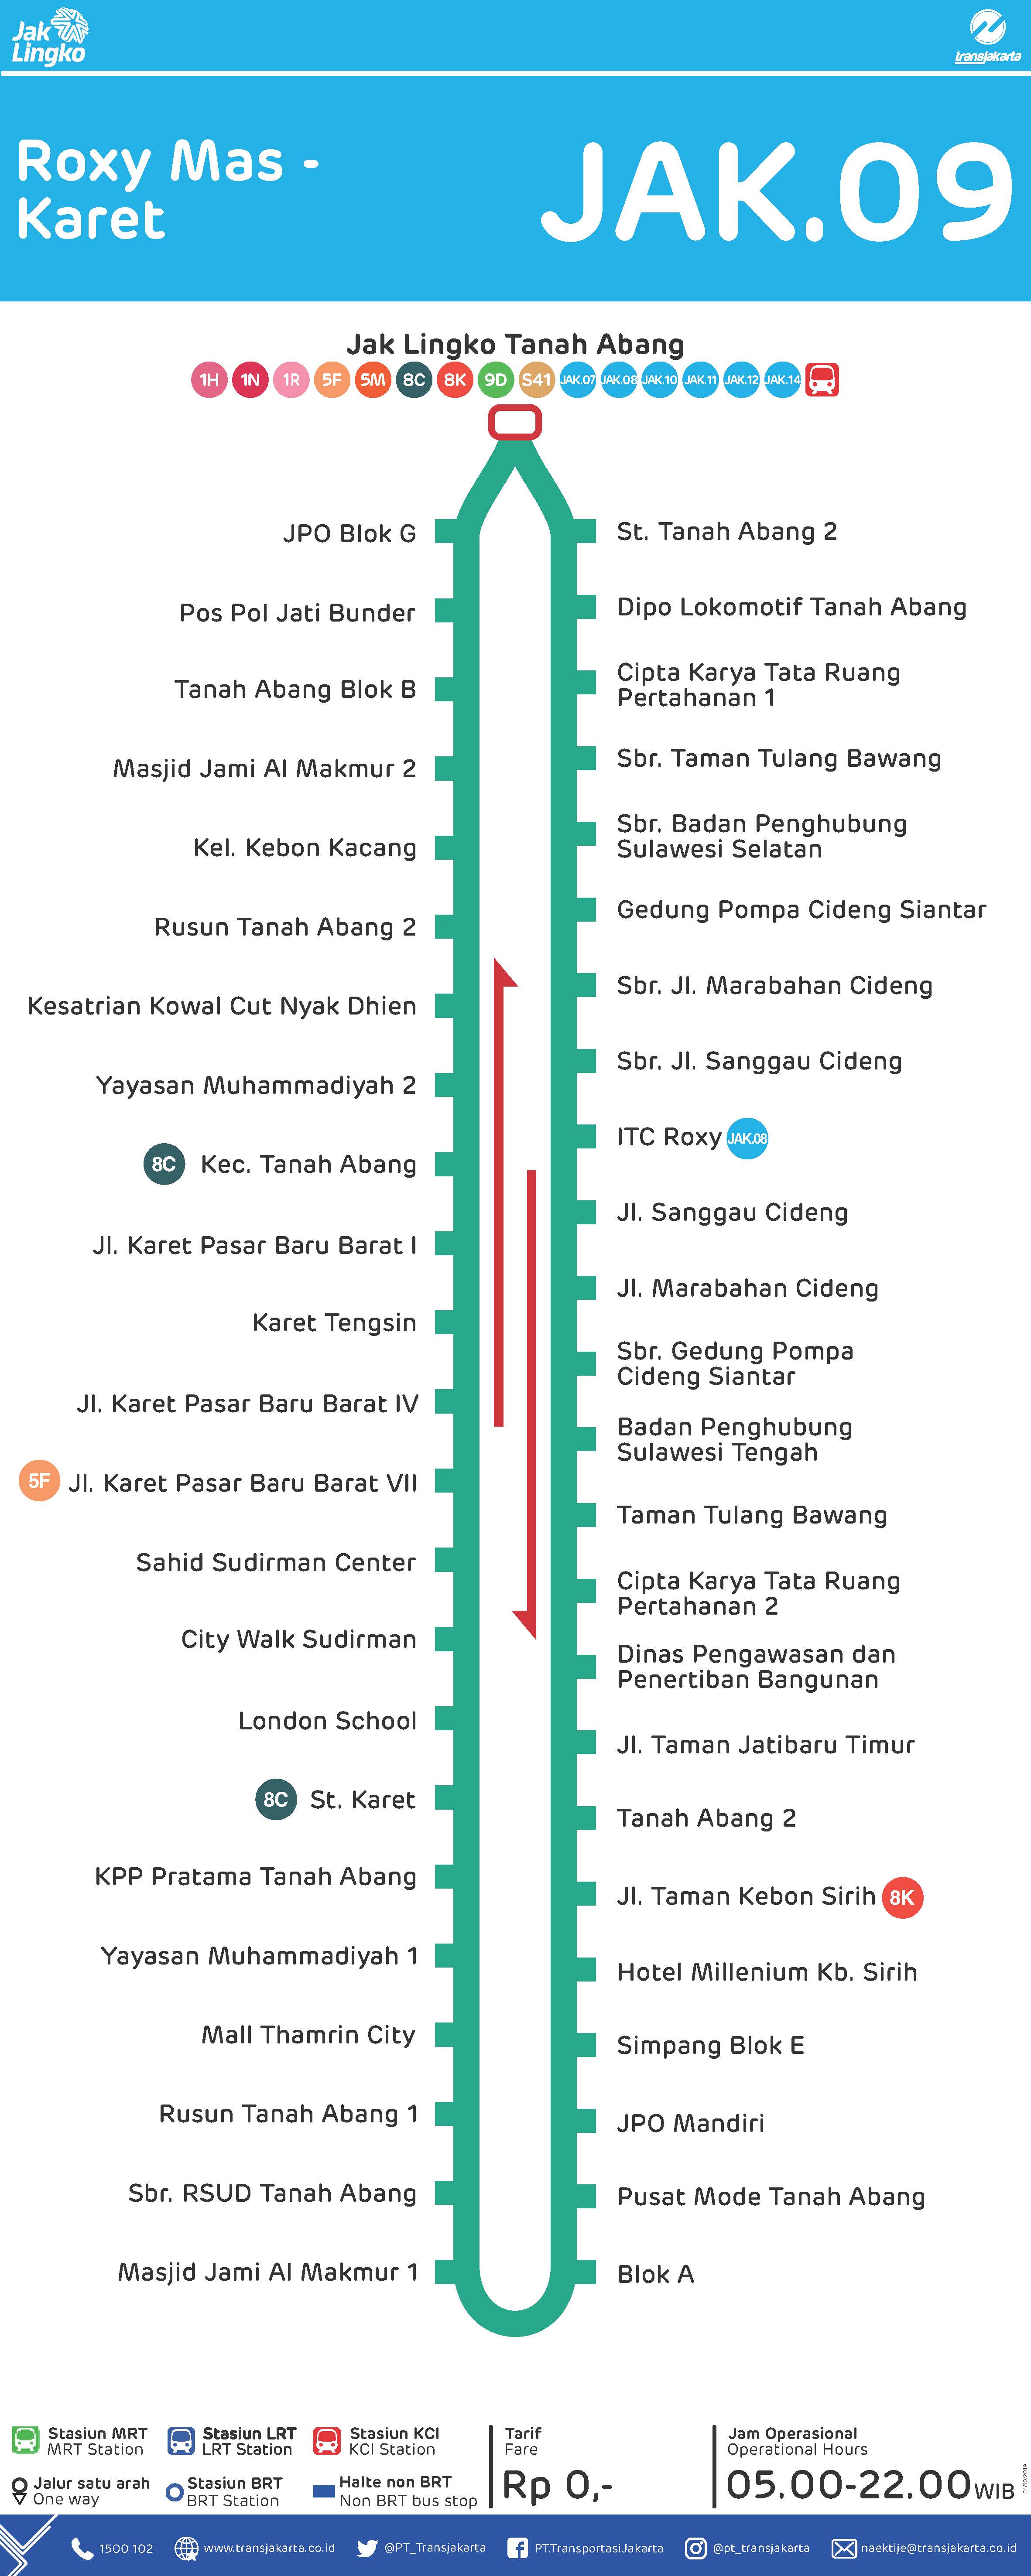 Jak
Lingko
transjakarta
Roxy Mas -
Karet
JAK.09
Jak Lingko Tanah Abang
1H 1N 1R 5F 5M 8C 8K 9D S41 JAK.07 JAK.08 JAK.10 JAK.11 JAK.12 JAK.14
JPO Blok G
Pos Pol Jati Bunder
Tanah Abang Blok B
Masjid Jami Al Makmur 2
Kel. Kebon Kacang
Rusun Tanah Abang 2
Kesatrian Kowal Cut Nyak Dhien
Yayasan Muhammadiyah 2
8C Kec. Tanah Abang
Jl. Karet Pasar Baru Barat I
Karet Tengsin
Jl. Karet Pasar Baru Barat IV
5F Jl. Karet Pasar Baru Barat VII
Sahid Sudirman Center
City Walk Sudirman
London School
8C St. Karet
KPP Pratama Tanah Abang
Yayasan Muhammadiyah 1
Mall Thamrin City
Rusun Tanah Abang 1
Sbr. RSUD Tanah Abang
Masjid Jami Al Makmur 1
St. Tanah Abang 2
Dipo Lokomotif Tanah Abang
Cipta Karya Tata Ruang
Pertahanan 1
Sbr. Taman Tulang Bawang
Sbr. Badan Penghubung
Sulawesi Selatan
Gedung Pompa Cideng Siantar
Sbr. Jl. Marabahan Cideng
Sbr. Jl. Sanggau Cideng
ITC Roxy JAK.08
Jl. Sanggau Cideng
Jl. Marabahan Cideng
Sbr. Gedung Pompa
Cideng Siantar
Badan Penghubung
Sulawesi Tengah
Taman Tulang Bawang
Cipta Karya Tata Ruang
Pertahanan 2
Dinas Pengawasan dan
Penertiban Bangunan
Jl. Taman Jatibaru Timur
Tanah Abang 2
Jl. Taman Kebon Sirih 8K
Hotel Millenium Kb. Sirih
Simpang Blok E
JPO Mandiri
Pusat Mode Tanah Abang
Blok A
Stasiun MRT
MRT Station
Stasiun LRT
LRT Station
Stasiun KCI
KCI Station
Jalur satu arah
One way
Stasiun BRT
BRT Station
Halte non BRT
Non BRT bus stop
Tarif
Fare
Rp 0,-
Jam Operasional
Operational Hours
05.00-22.00 WIB
24/10/2019
1500 102
www.transjakarta.co.id
@PT_Transjakarta
PT.TransportasiJakarta
@pt_transjakarta
naektije@transjakarta.co.id